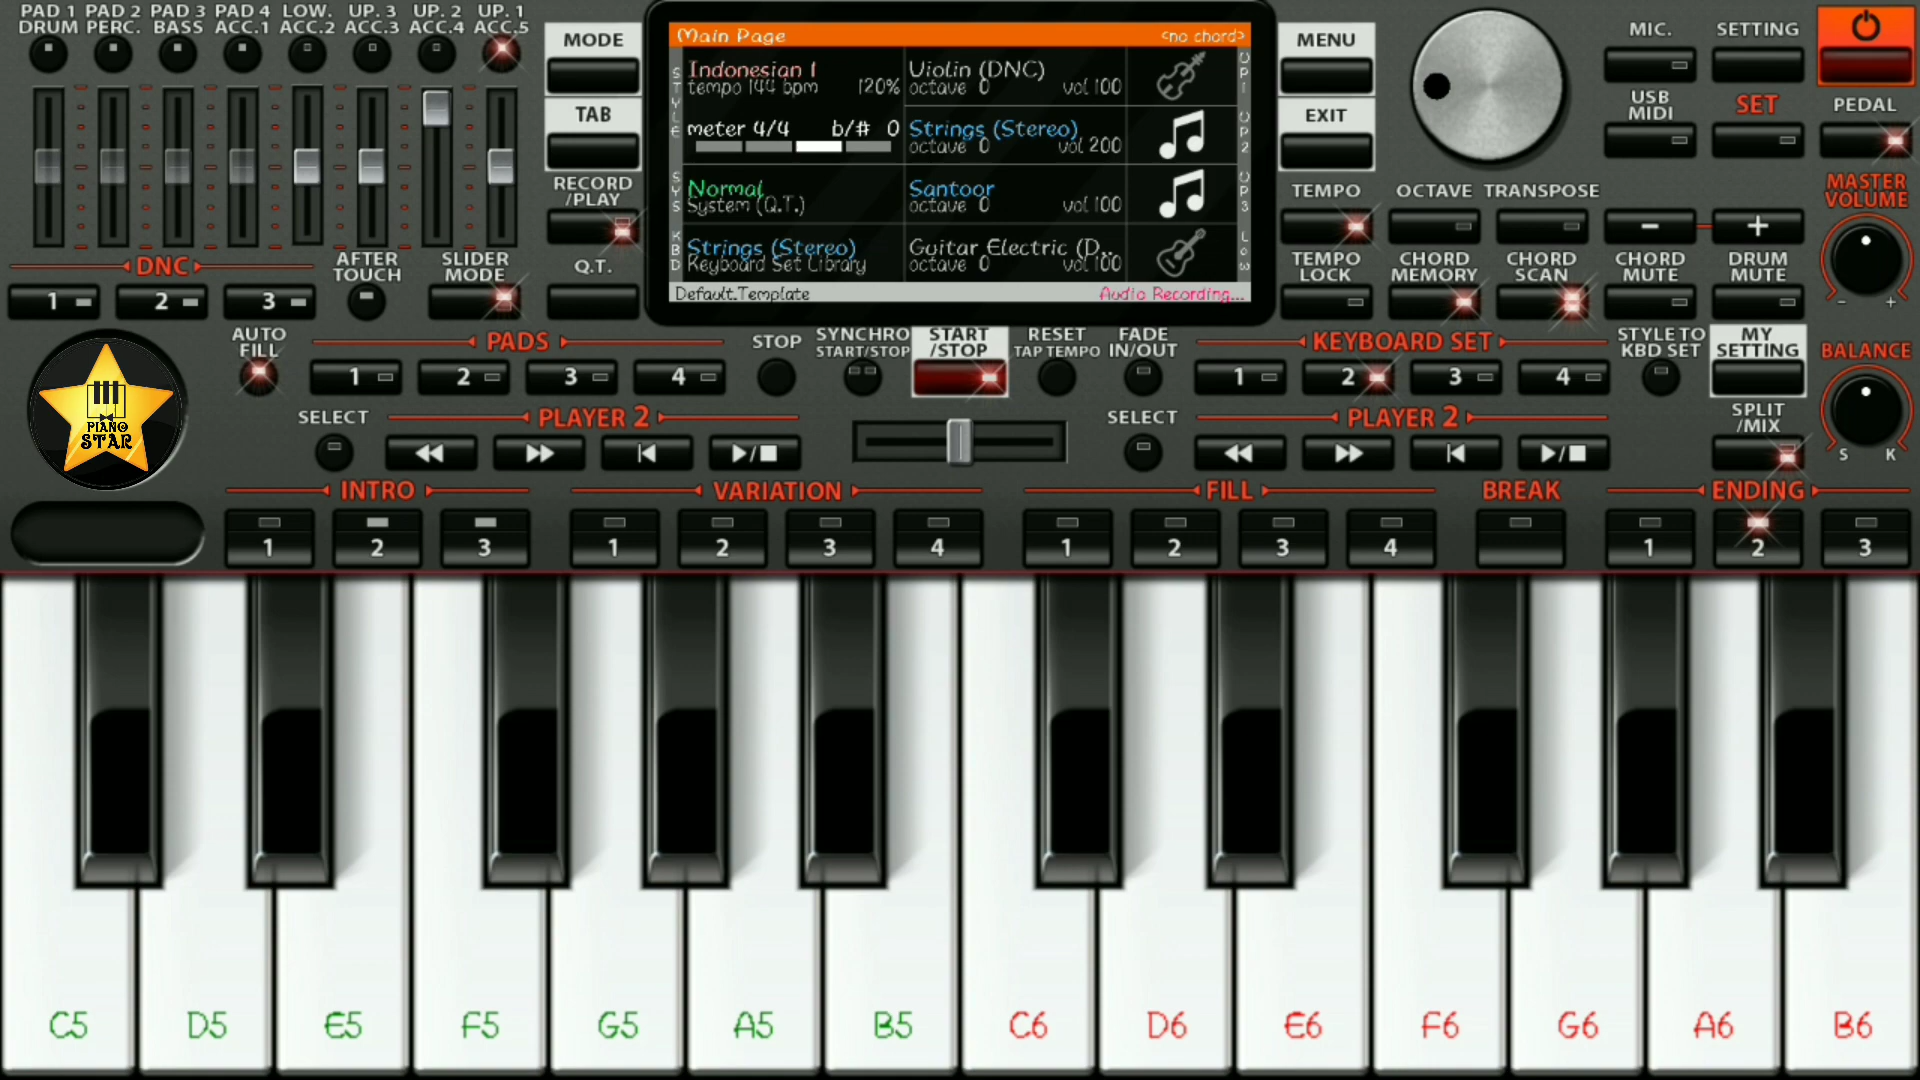 PAD 1 PAD 2 PAD 3 PAD 4 LOW. UP. 3 UP. 2 UP. 1
DRUM PERC. BASS ACC.1 ACC.2 ACC.3 ACC.4 ACC.5
MODE
TAB
RECORD
/PLAY
Q.T.
Main Page <no chord>
STYLE
Indonesian 1
tempo 144 bpm 120%
meter 4/4 b/# 0
SYS
Normal
System (Q.T.)
KBD
Strings (Stereo)
Keyboard Set Library
Violin (DNC)
octave 0 vol 100
UP1
Strings (Stereo)
octave 0 vol 200
UP2
Santoor
octave 0 vol 100
UP3
Guitar Electric (D...
octave 0 vol 100
Low
Default.Template Audio Recording...
MENU
EXIT
MIC. SETTING
USB
MIDI
SET
PEDAL
TEMPO OCTAVE TRANSPOSE
- +
MASTER
VOLUME
- +
TEMPO
LOCK
CHORD
MEMORY
CHORD
SCAN
CHORD
MUTE
DRUM
MUTE
DNC
1 2 3
AFTER
TOUCH
SLIDER
MODE
PIANO
STAR
AUTO
FILL
PADS
1 2 3 4
STOP
SYNCHRO
START/STOP
START
/STOP
RESET
TAP TEMPO
FADE
IN/OUT
KEYBOARD SET
1 2 3 4
STYLE TO
KBD SET
MY
SETTING
BALANCE
S K
SELECT PLAYER 2
SELECT PLAYER 2
SPLIT
/MIX
INTRO VARIATION FILL BREAK ENDING
1 2 3 1 2 3 4 1 2 3 4 1 2 3
C5 D5 E5 F5 G5 A5 B5 C6 D6 E6 F6 G6 A6 B6